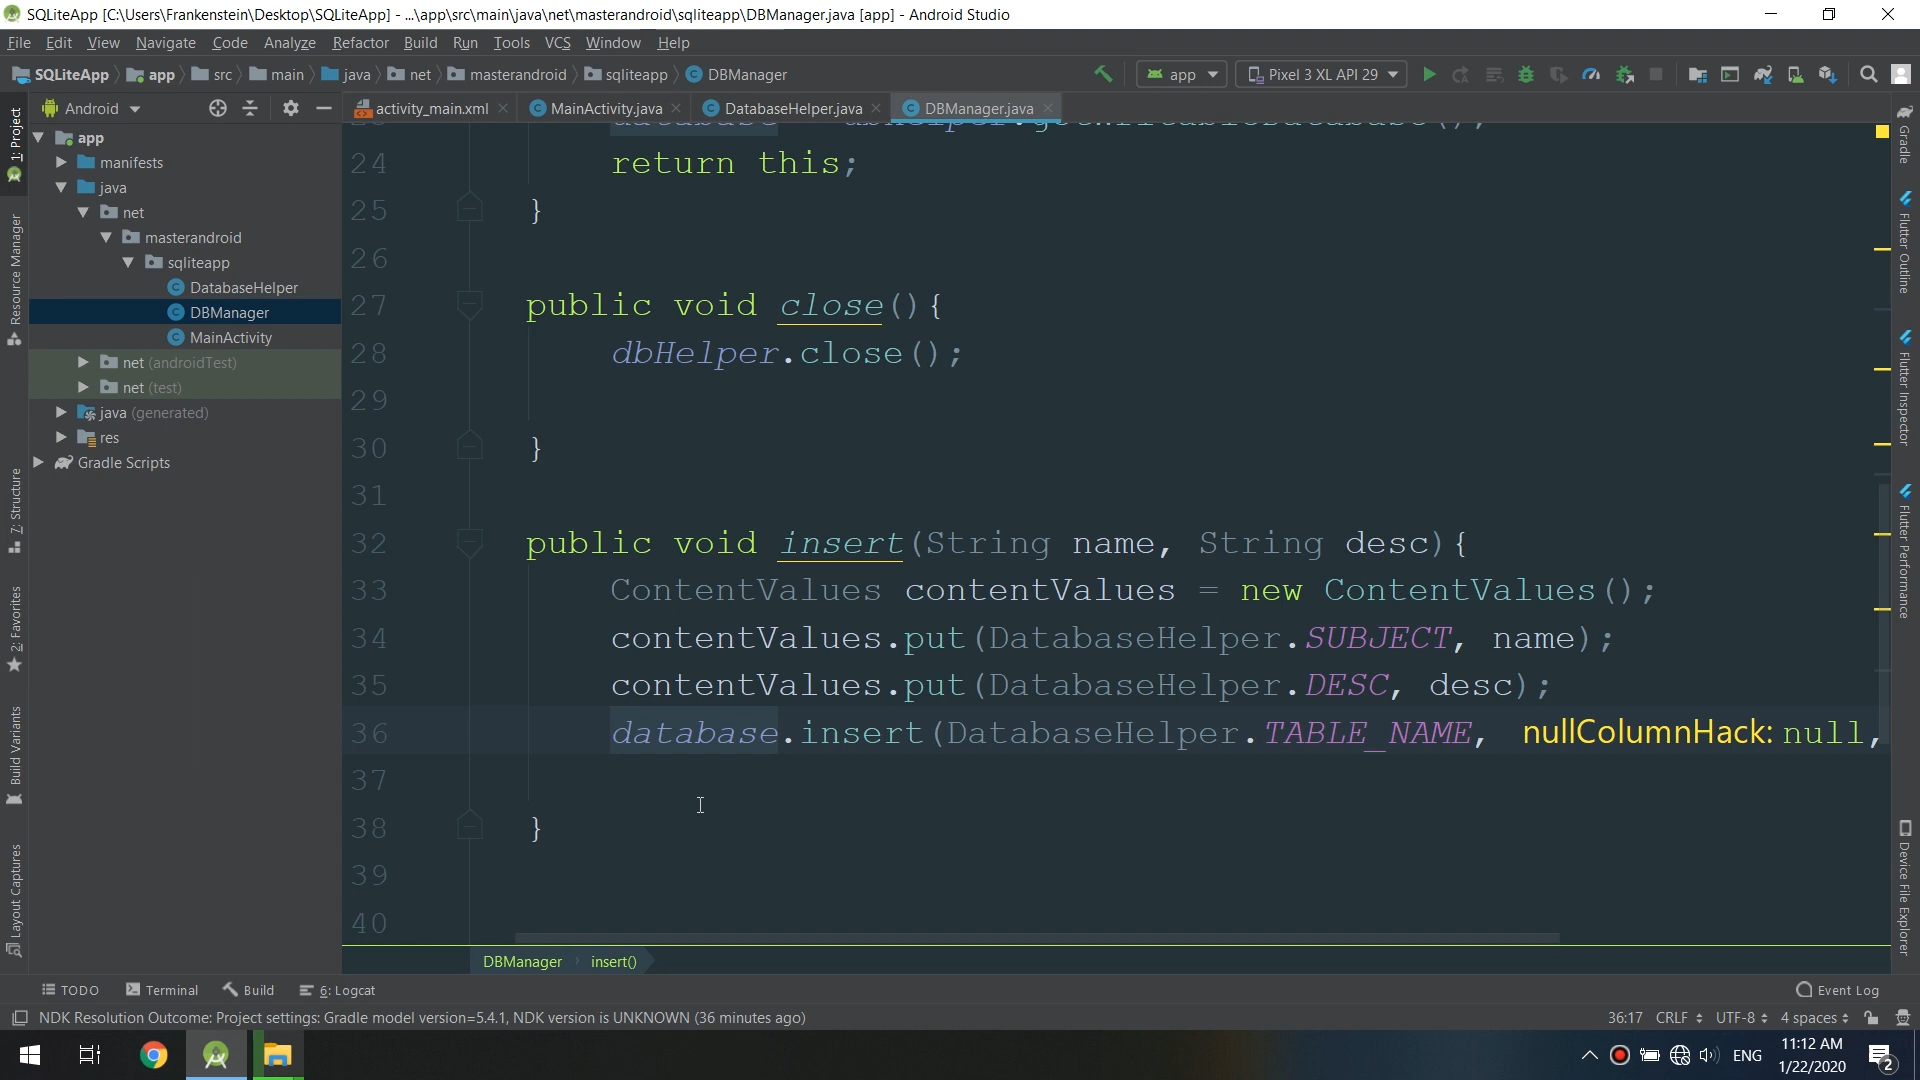 SQLiteApp [C:\Users\Frankenstein\Desktop\SQLiteApp] - ...\app\src\main\java\net\masterandroid\sqliteapp\DBManager.java [app] - Android Studio
File Edit View Navigate Code Analyze Refactor Build Run Tools VCS Window Help
SQLiteApp app src main java net masterandroid sqliteapp DBManager app Pixel 3 XL API 29
Android activity_main.xml MainActivity.java DatabaseHelper.java DBManager.java
1: Project
Resource Manager
7: Structure
2: Favorites
Build Variants
Layout Captures
app
manifests
java
net
masterandroid
sqliteapp
DatabaseHelper
DBManager
MainActivity
net (androidTest)
net (test)
java (generated)
res
Gradle Scripts
24 return this;
25 }
26
27 public void close(){
28 dbHelper.close();
29
30 }
31
32 public void insert(String name, String desc){
33 ContentValues contentValues = new ContentValues();
34 contentValues.put(DatabaseHelper.SUBJECT, name);
35 contentValues.put(DatabaseHelper.DESC, desc);
36 database.insert(DatabaseHelper.TABLE_NAME, nullColumnHack: null,
37
38 }
39
40
Gradle
Flutter Outline
Flutter Inspector
Flutter Performance
Device File Explorer
DBManager insert()
TODO Terminal Build 6: Logcat Event Log
NDK Resolution Outcome: Project settings: Gradle model version=5.4.1, NDK version is UNKNOWN (36 minutes ago) 36:17 CRLF UTF-8 4 spaces
ENG 11:12 AM
1/22/2020
2